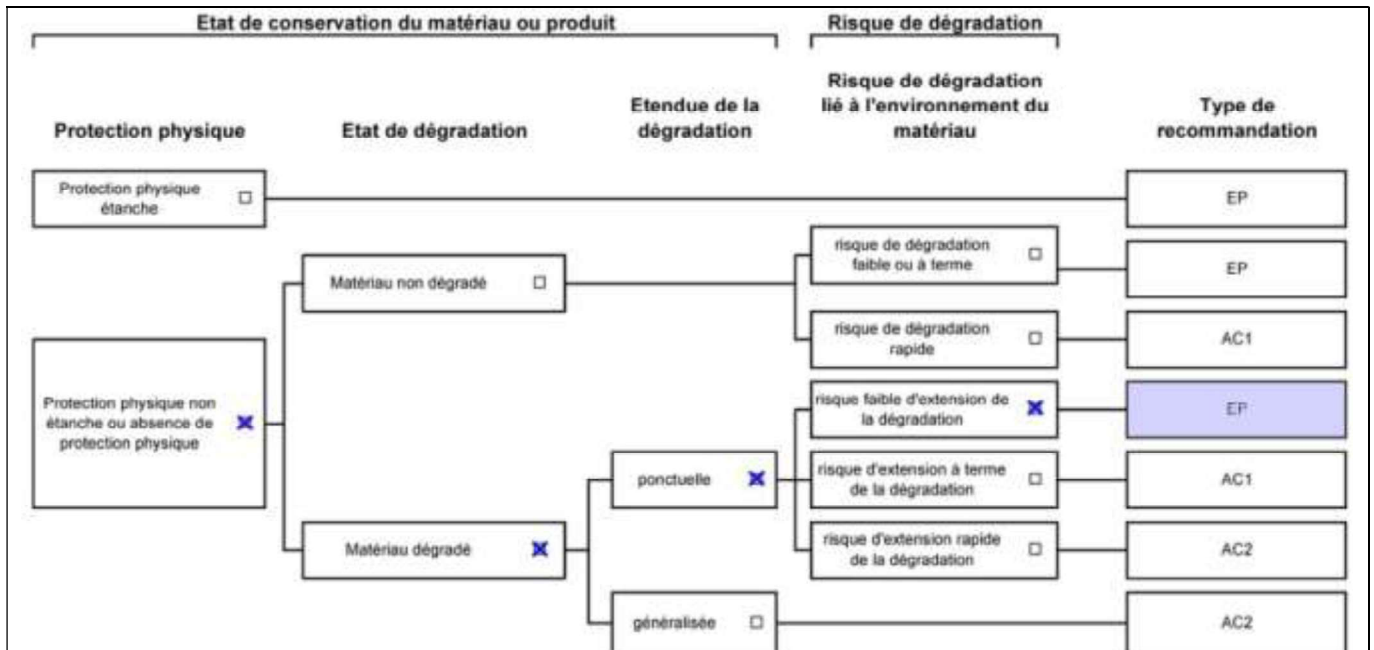 Etat de conservation du matériau ou produit
Risque de dégradation
Protection physique
Etat de dégradation
Etendue de la
dégradation
Risque de dégradation
lié à l'environnement du
matériau
Type de
recommandation
Protection physique
étanche
EP
Matériau non dégradé
risque de dégradation
faible ou à terme
EP
risque de dégradation
rapide
AC1
Protection physique non
étanche ou absence de
protection physique
risque faible d'extension de
la dégradation
EP
ponctuelle
risque d'extension à terme
de la dégradation
AC1
Matériau dégradé
risque d'extension rapide
de la dégradation
AC2
généralisée
AC2